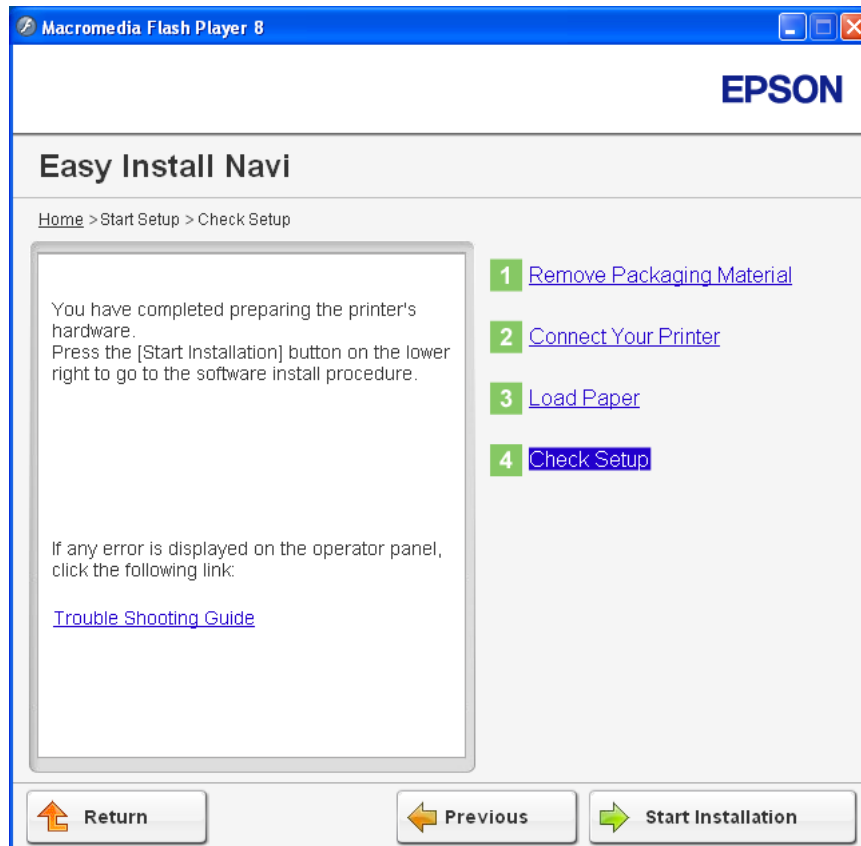 Macromedia Flash Player 8
EPSON
Easy Install Navi
Home > Start Setup > Check Setup
You have completed preparing the printer's
hardware.
Press the [Start Installation] button on the lower
right to go to the software install procedure.
If any error is displayed on the operator panel,
click the following link:
Trouble Shooting Guide
1 Remove Packaging Material
2 Connect Your Printer
3 Load Paper
4 Check Setup
Return
Previous
Start Installation